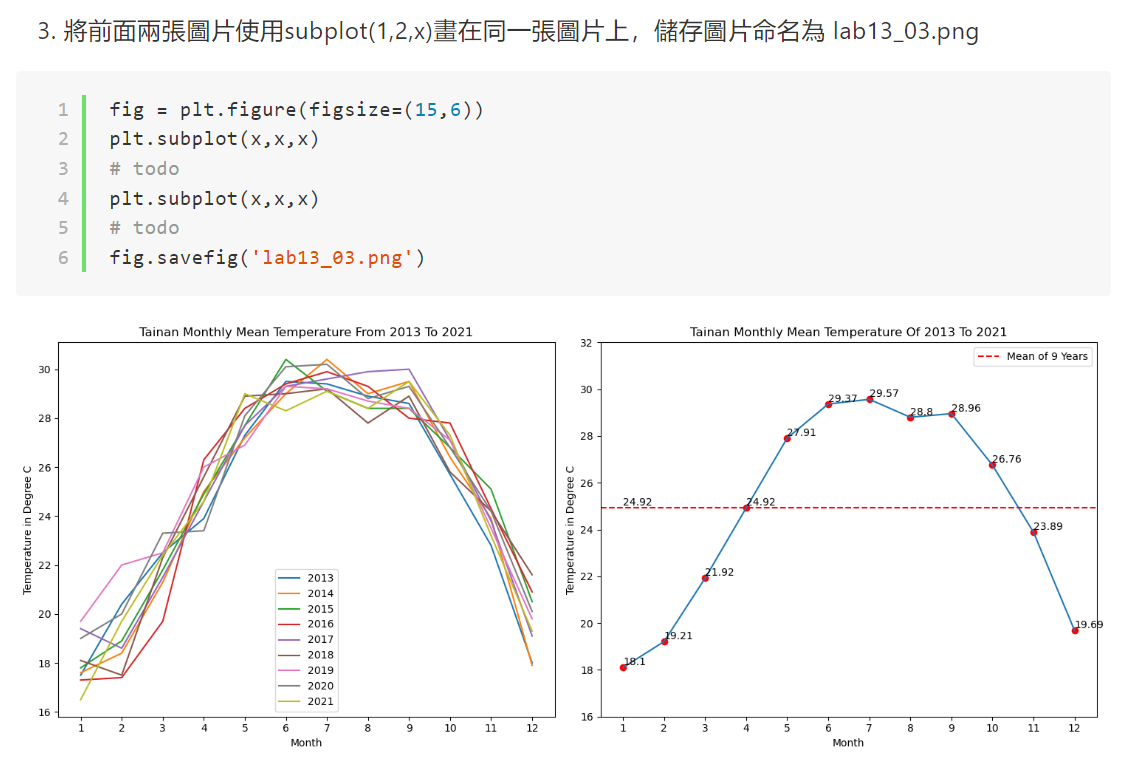 3. 將前面兩張圖片使用subplot(1,2,x)畫在同一張圖片上，儲存圖片命名為 lab13_03.png
1 fig = plt.figure(figsize=(15,6))
2 plt.subplot(x,x,x)
3 # todo
4 plt.subplot(x,x,x)
5 # todo
6 fig.savefig('lab13_03.png')
Tainan Monthly Mean Temperature From 2013 To 2021
Temperature in Degree C
30
28
26
24
22
20
18
16
2013
2014
2015
2016
2017
2018
2019
2020
2021
1 2 3 4 5 6 7 8 9 10 11 12
Month
Tainan Monthly Mean Temperature Of 2013 To 2021
Temperature in Degree C
32
30
28
26
24
22
20
18
16
Mean of 9 Years
24.92
18.1
19.21
21.92
24.92
27.91
29.37
29.57
28.8
28.96
26.76
23.89
19.69
1 2 3 4 5 6 7 8 9 10 11 12
Month